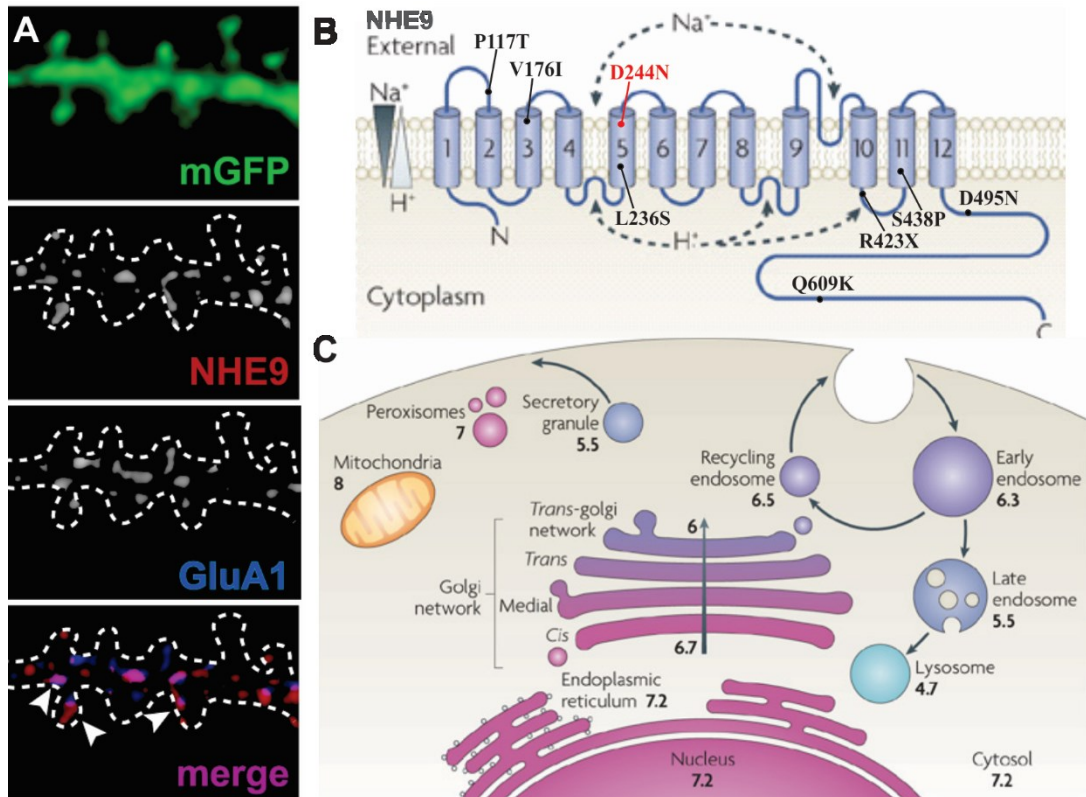 A
mGFP
NHE9
GluA1
merge
B
NHE9
External
Na⁺
P117T
V176I
D244N
Na⁺
1
2
3
4
5
6
7
8
9
10
11
12
H⁺
N
L236S
H⁺
R423X
S438P
D495N
Cytoplasm
Q609K
C
C
Peroxisomes
7
Secretory
granule
5.5
Mitochondria
8
Recycling
endosome
6.5
Early
endosome
6.3
Trans-golgi
network
6
Trans
Golgi
network
Medial
Cis
6.7
Late
endosome
5.5
Lysosome
4.7
Endoplasmic
reticulum 7.2
Nucleus
7.2
Cytosol
7.2